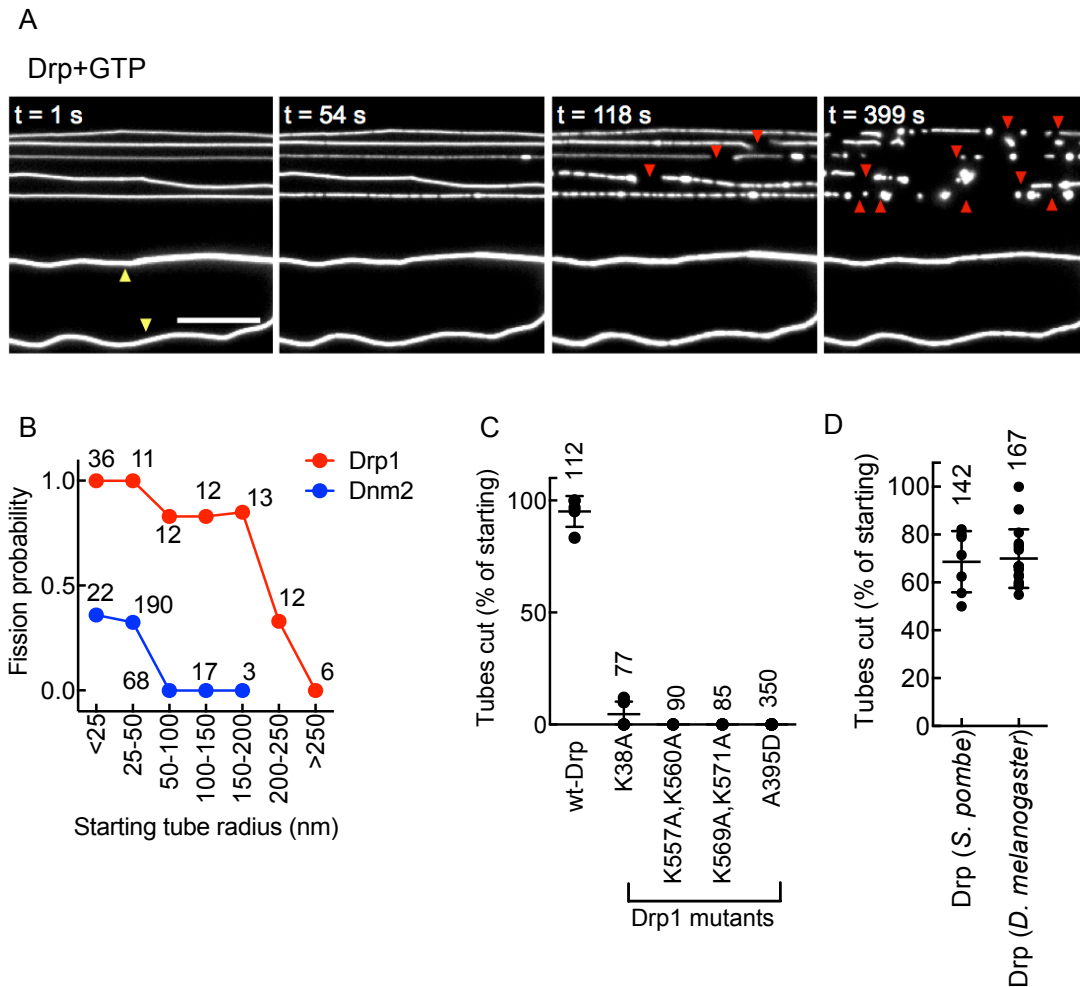 A
Drp+GTP
t = 1 s
t = 54 s
t = 118 s
t = 399 s
B
Fission probability
1.0
0.5
0.0
36
11
12
12
13
12
6
22
190
68
17
3
Drp1
Dnm2
<25
25-50
50-100
100-150
150-200
200-250
>250
Starting tube radius (nm)
C
Tubes cut (% of starting)
100
50
0
112
77
90
85
350
wt-Drp
K38A
K557A,K560A
K569A,K571A
A395D
Drp1 mutants
D
Tubes cut (% of starting)
100
80
60
40
20
0
142
167
Drp (S. pombe)
Drp (D. melanogaster)